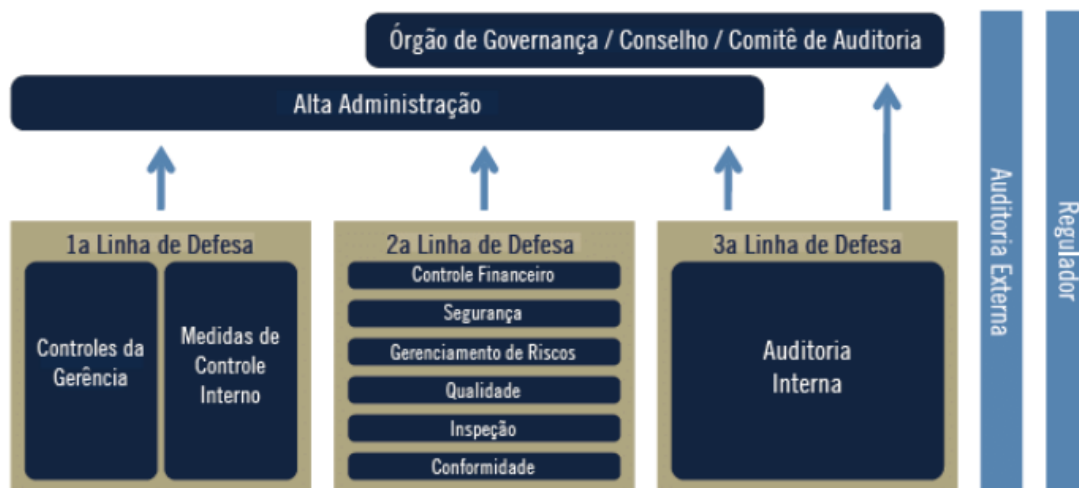 Órgão de Governança / Conselho / Comitê de Auditoria
Alta Administração
1a Linha de Defesa
Controles da
Gerência
Medidas de
Controle
Interno
2a Linha de Defesa
Controle Financeiro
Segurança
Gerenciamento de Riscos
Qualidade
Inspeção
Conformidade
3a Linha de Defesa
Auditoria
Interna
Auditoria Externa
Regulador